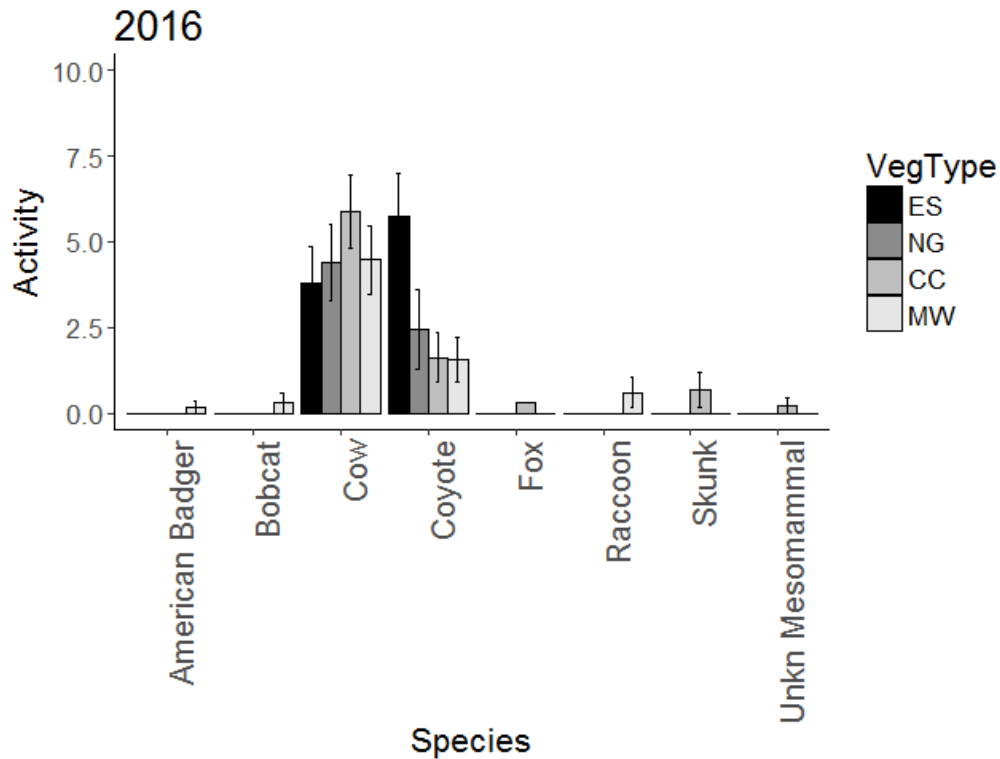 2016
10.0
7.5
5.0
2.5
0.0
Activity
American Badger
Bobcat
Cow
Coyote
Fox
Raccoon
Skunk
Unkn Mesomammal
Species
VegType
ES
NG
CC
MW